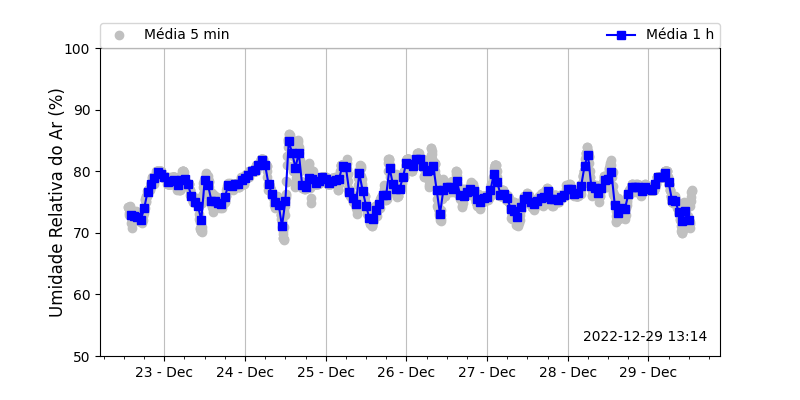 Média 5 min
Média 1 h
Umidade Relativa do Ar (%)
100
90
80
70
60
50
2022-12-29 13:14
23 - Dec
24 - Dec
25 - Dec
26 - Dec
27 - Dec
28 - Dec
29 - Dec